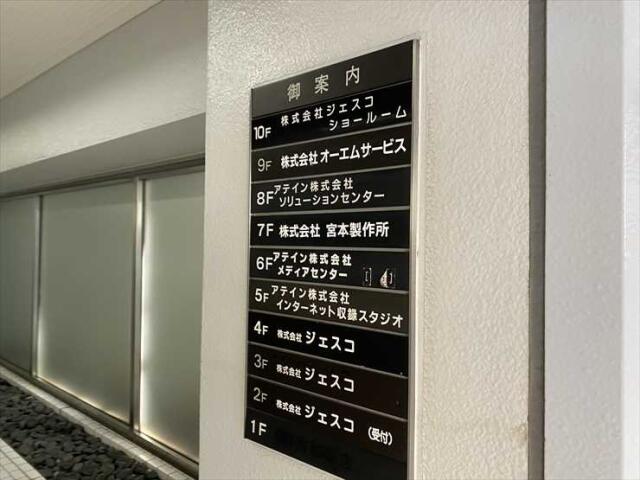 御案内
10F 株式会社ジェスコ
ショールーム
9F 株式会社オーエムサービス
8F アテイン株式会社
ソリューションセンター
7F 株式会社 宮本製作所
6F アテイン株式会社
メディアセンター
5F アテイン株式会社
インターネット収録スタジオ
4F 株式会社 ジェスコ
3F 株式会社 ジェスコ
2F 株式会社 ジェスコ (受付)
1F